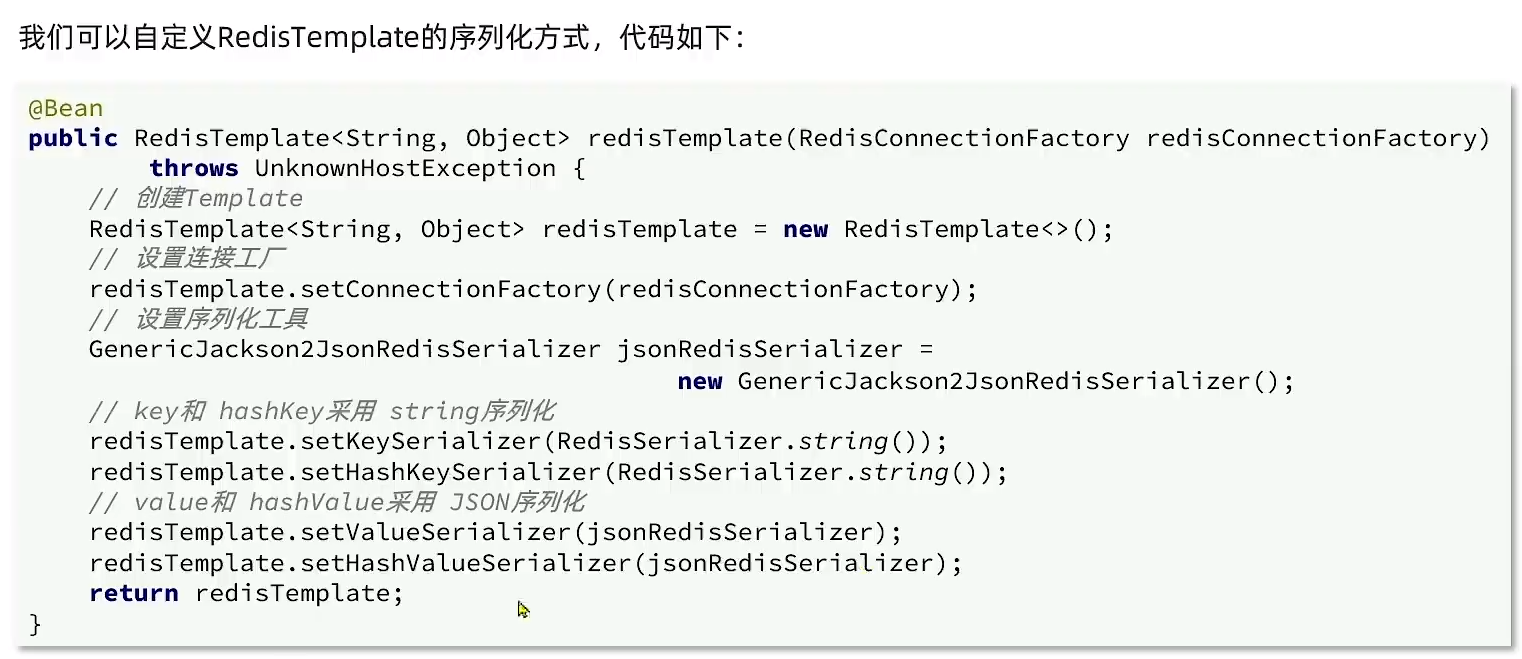 我们可以自定义RedisTemplate的序列化方式，代码如下：
@Bean
public RedisTemplate<String, Object> redisTemplate(RedisConnectionFactory redisConnectionFactory)
        throws UnknownHostException {
    // 创建Template
    RedisTemplate<String, Object> redisTemplate = new RedisTemplate<>();
    // 设置连接工厂
    redisTemplate.setConnectionFactory(redisConnectionFactory);
    // 设置序列化工具
    GenericJackson2JsonRedisSerializer jsonRedisSerializer =
                                           new GenericJackson2JsonRedisSerializer();
    // key和 hashKey采用 string序列化
    redisTemplate.setKeySerializer(RedisSerializer.string());
    redisTemplate.setHashKeySerializer(RedisSerializer.string());
    // value和 hashValue采用 JSON序列化
    redisTemplate.setValueSerializer(jsonRedisSerializer);
    redisTemplate.setHashValueSerializer(jsonRedisSerializer);
    return redisTemplate;
}